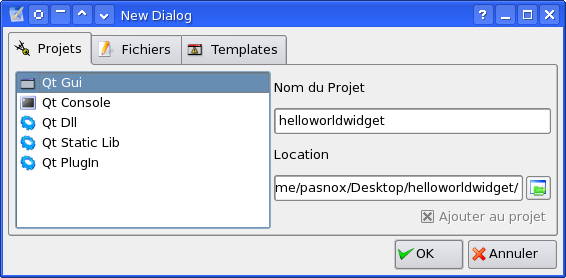 New Dialog
Projets
Fichiers
Templates
Qt Gui
Qt Console
Qt Dll
Qt Static Lib
Qt PlugIn
Nom du Projet
helloworldwidget
Location
me/pasnox/Desktop/helloworldwidget/
Ajouter au projet
OK
Annuler